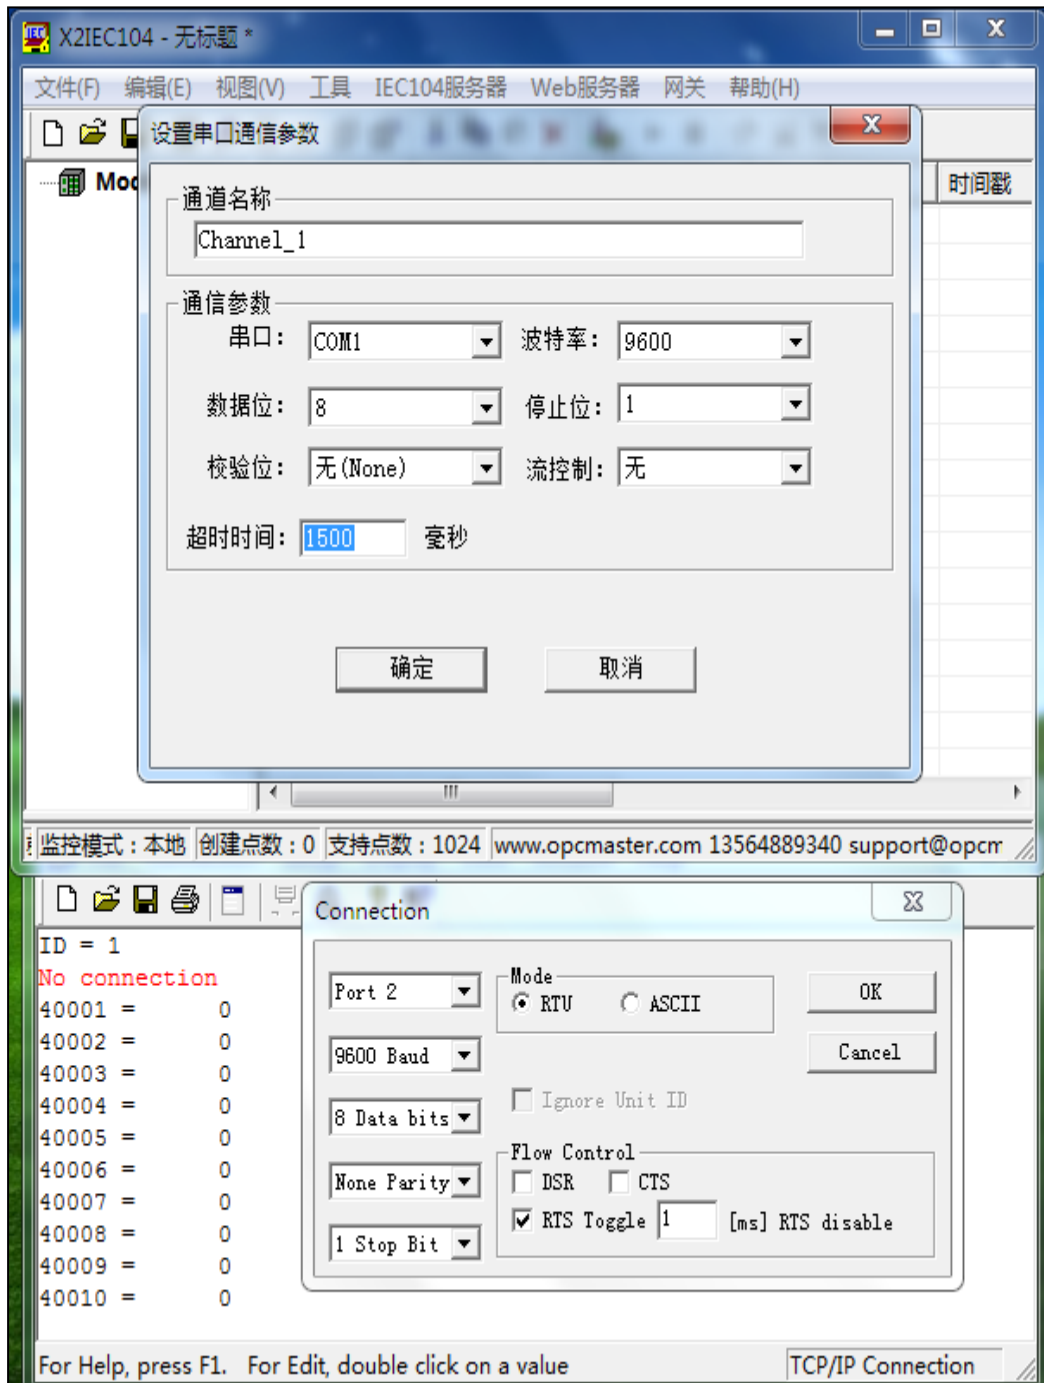 X2IEC104 - 无标题 *
文件(F) 编辑(E) 视图(V) 工具 IEC104服务器 Web服务器 网关 帮助(H)
设置串口通信参数
时间戳
通道名称
Channel_1
通信参数
串口: COM1 波特率: 9600
数据位: 8 停止位: 1
校验位: 无(None) 流控制: 无
超时时间: 1500 毫秒
确定 取消
监控模式:本地 创建点数:0 支持点数:1024 www.opcmaster.com 13564889340 support@opcm
Connection
ID = 1
No connection
40001 = 0
40002 = 0
40003 = 0
40004 = 0
40005 = 0
40006 = 0
40007 = 0
40008 = 0
40009 = 0
40010 = 0
Port 2
9600 Baud
8 Data bits
None Parity
1 Stop Bit
Mode
RTU ASCII
Ignore Unit ID
Flow Control
DSR CTS
RTS Toggle 1 [ms] RTS disable
OK
Cancel
For Help, press F1. For Edit, double click on a value TCP/IP Connection